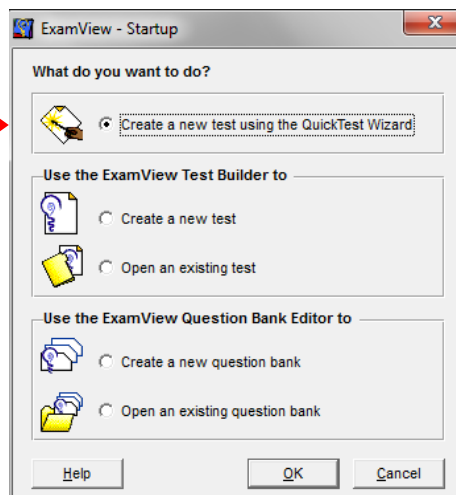 ExamView - Startup
What do you want to do?
Create a new test using the QuickTest Wizard
Use the ExamView Test Builder to
Create a new test
Open an existing test
Use the ExamView Question Bank Editor to
Create a new question bank
Open an existing question bank
Help OK Cancel